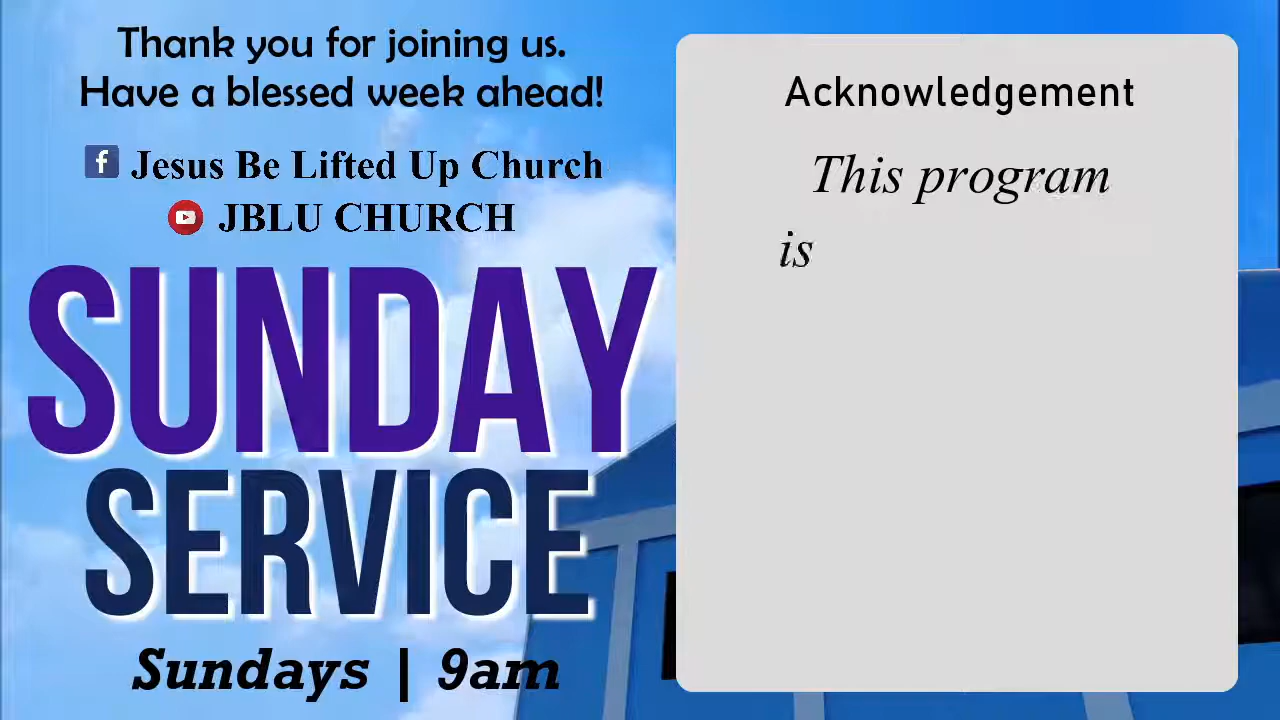 Thank you for joining us.
Have a blessed week ahead!
Jesus Be Lifted Up Church
JBLU CHURCH
SUNDAY
SERVICE
Sundays | 9am
Acknowledgement
This program
is